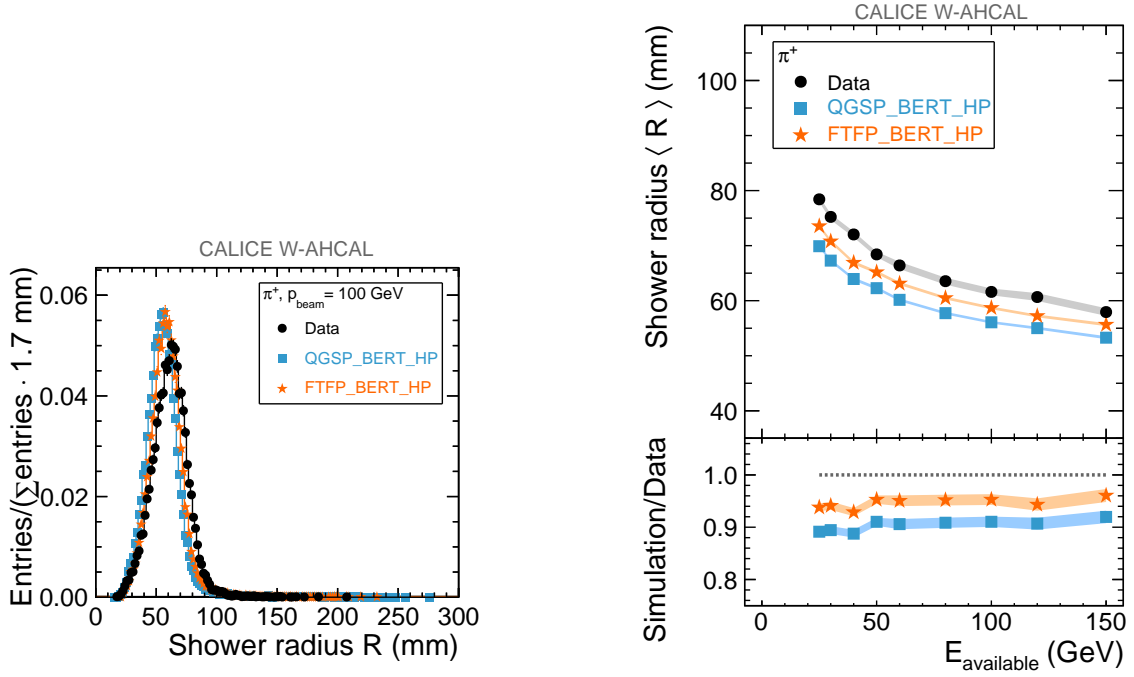 CALICE W-AHCAL
Entries/(∑entries · 1.7 mm)
0.06
0.04
0.02
0.00
π⁺, p_beam = 100 GeV
Data
QGSP_BERT_HP
FTFP_BERT_HP
0 50 100 150 200 250 300
Shower radius R (mm)
CALICE W-AHCAL
Shower radius ⟨ R ⟩ (mm)
100
80
60
40
π⁺
Data
QGSP_BERT_HP
FTFP_BERT_HP
Simulation/Data
1.0
0.9
0.8
0 50 100 150
E_available (GeV)